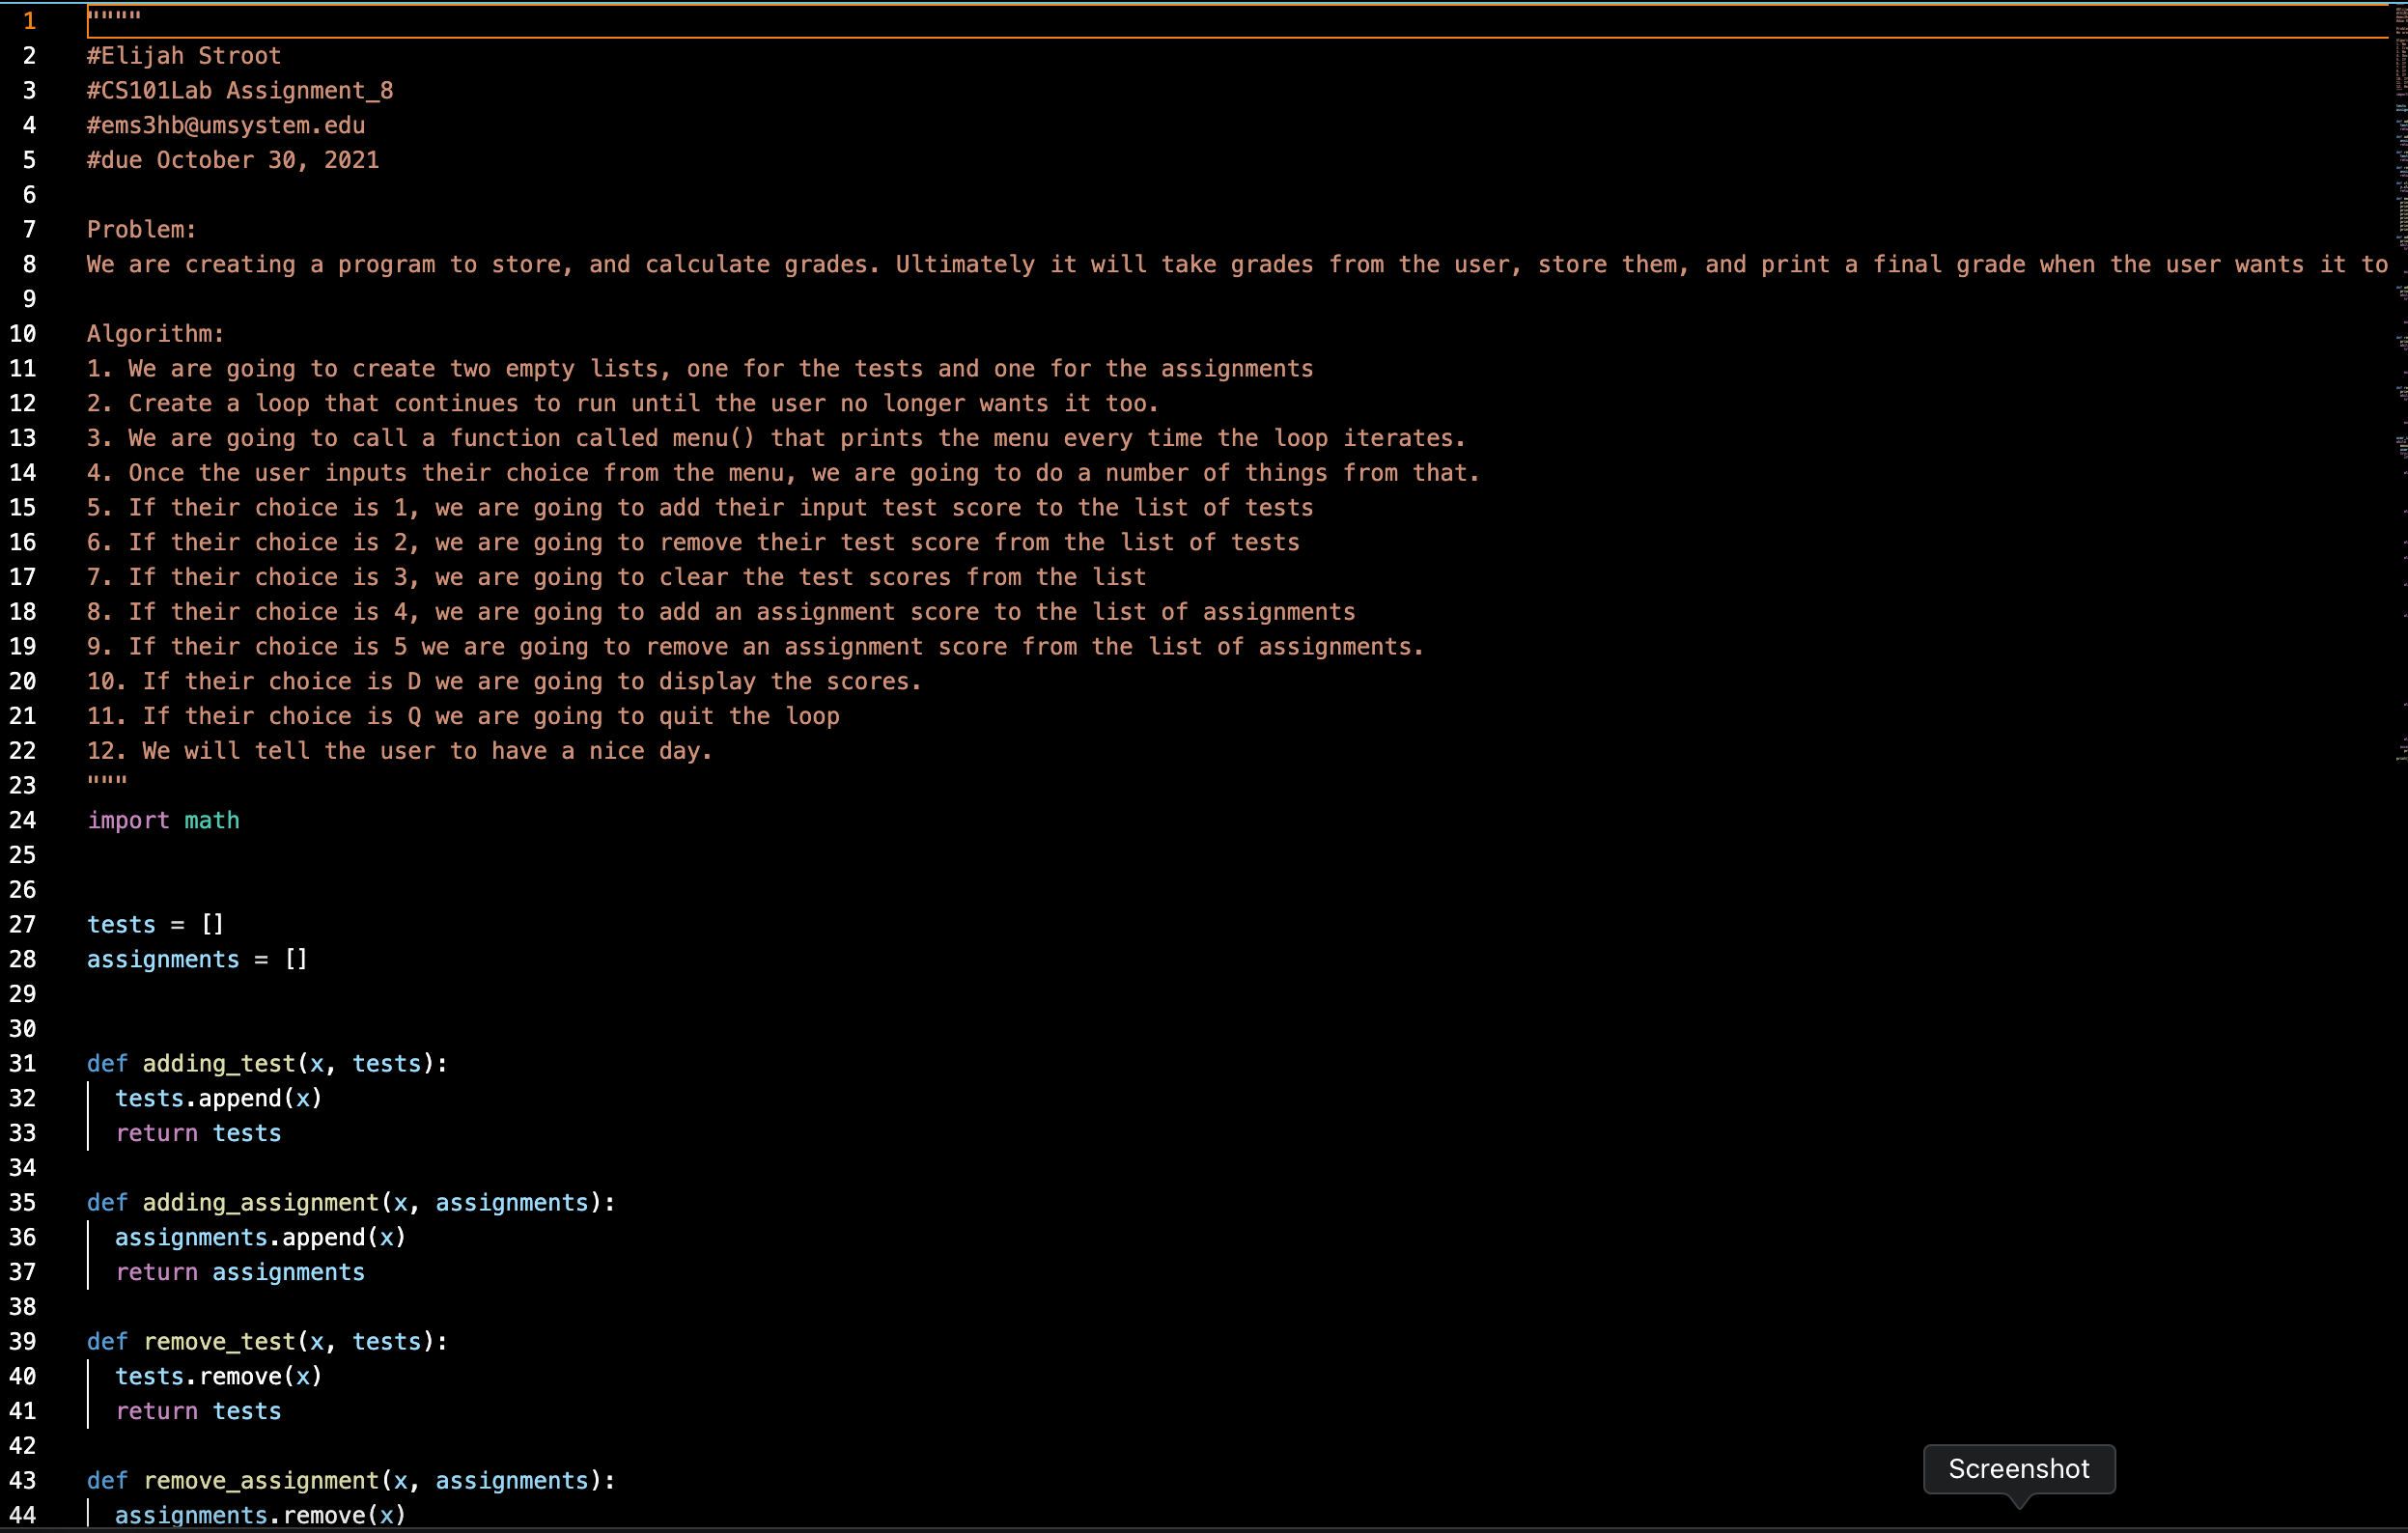 1 """"
2 #Elijah Stroot
3 #CS101Lab Assignment_8
4 #ems3hb@umsystem.edu
5 #due October 30, 2021
6
7 Problem:
8 We are creating a program to store, and calculate grades. Ultimately it will take grades from the user, store them, and print a final grade when the user wants it to
9
10 Algorithm:
11 1. We are going to create two empty lists, one for the tests and one for the assignments
12 2. Create a loop that continues to run until the user no longer wants it too.
13 3. We are going to call a function called menu() that prints the menu every time the loop iterates.
14 4. Once the user inputs their choice from the menu, we are going to do a number of things from that.
15 5. If their choice is 1, we are going to add their input test score to the list of tests
16 6. If their choice is 2, we are going to remove their test score from the list of tests
17 7. If their choice is 3, we are going to clear the test scores from the list
18 8. If their choice is 4, we are going to add an assignment score to the list of assignments
19 9. If their choice is 5 we are going to remove an assignment score from the list of assignments.
20 10. If their choice is D we are going to display the scores.
21 11. If their choice is Q we are going to quit the loop
22 12. We will tell the user to have a nice day.
23 """
24 import math
25
26
27 tests = []
28 assignments = []
29
30
31 def adding_test(x, tests):
32 tests.append(x)
33 return tests
34
35 def adding_assignment(x, assignments):
36 assignments.append(x)
37 return assignments
38
39 def remove_test(x, tests):
40 tests.remove(x)
41 return tests
42
43 def remove_assignment(x, assignments):
Screenshot
44 assignments.remove(x)